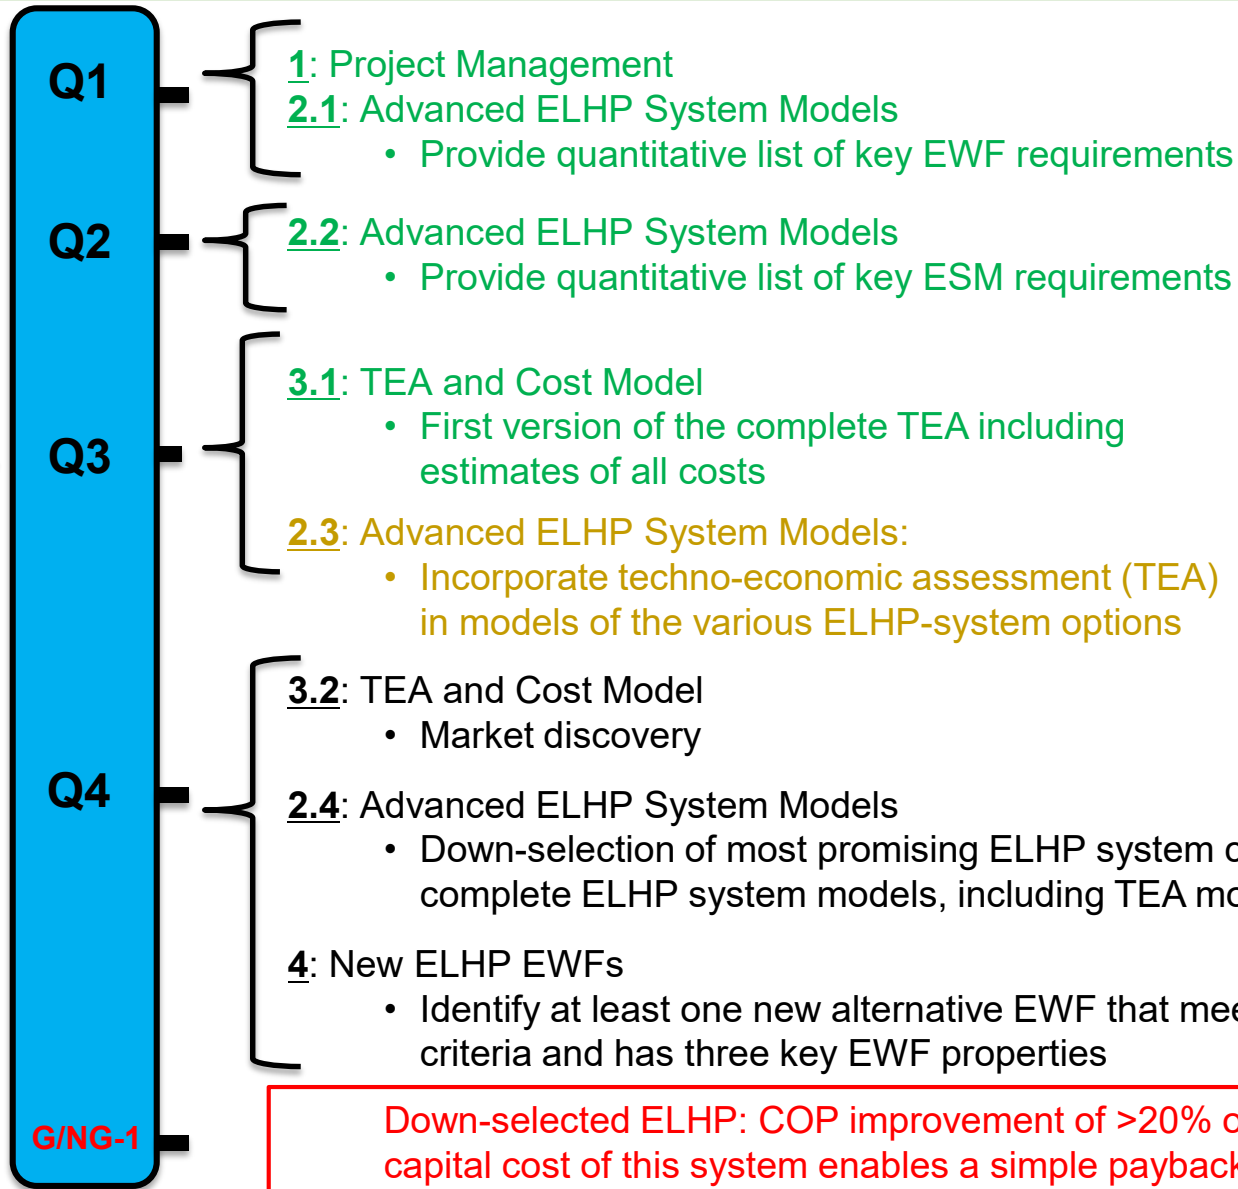 Q1
1: Project Management
2.1: Advanced ELHP System Models
• Provide quantitative list of key EWF requirements
Q2
2.2: Advanced ELHP System Models
• Provide quantitative list of key ESM requirements
Q3
3.1: TEA and Cost Model
• First version of the complete TEA including
estimates of all costs
2.3: Advanced ELHP System Models:
• Incorporate techno-economic assessment (TEA)
in models of the various ELHP-system options
Q4
3.2: TEA and Cost Model
• Market discovery
2.4: Advanced ELHP System Models
• Down-selection of most promising ELHP system
complete ELHP system models, including TEA
4: New ELHP EWFs
• Identify at least one new alternative EWF that
criteria and has three key EWF properties
G/NG-1
Down-selected ELHP: COP improvement of >20%
capital cost of this system enables a simple payback